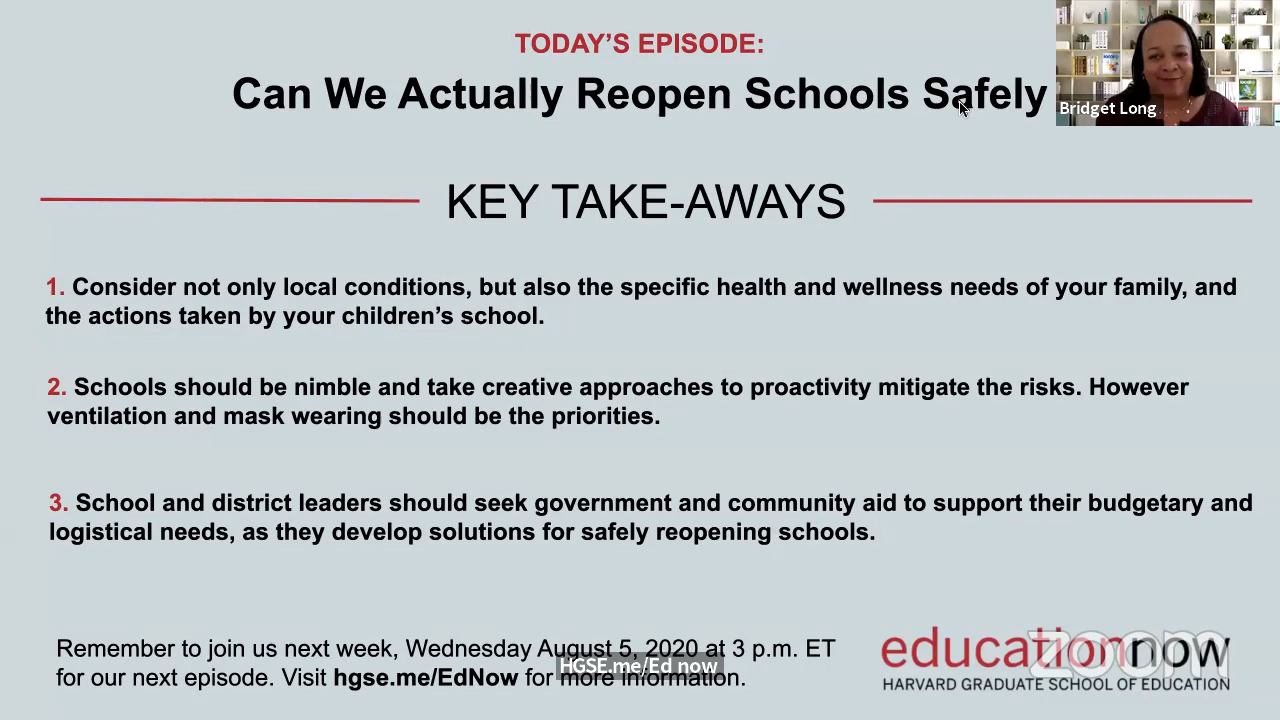 TODAY'S EPISODE:
Can We Actually Reopen Schools Safely
Bridget Long
KEY TAKE-AWAYS
1. Consider not only local conditions, but also the specific health and wellness needs of your family, and
the actions taken by your children's school.
2. Schools should be nimble and take creative approaches to proactivity mitigate the risks. However
ventilation and mask wearing should be the priorities.
3. School and district leaders should seek government and community aid to support their budgetary and
logistical needs, as they develop solutions for safely reopening schools.
Remember to join us next week, Wednesday August 5, 2020 at 3 p.m. ET
for our next episode. Visit hgse.me/EdNow for more information.
HGSE.me/Ed now
educationnow
zoom
HARVARD GRADUATE SCHOOL OF EDUCATION